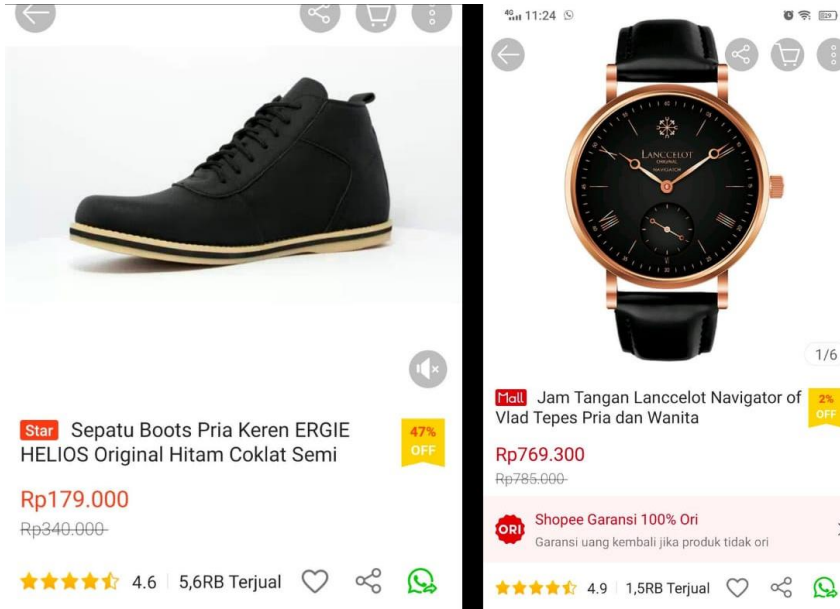 Star Sepatu Boots Pria Keren ERGIE
HELIOS Original Hitam Coklat Semi
47%
OFF
Rp179.000
Rp340.000
4.6 5,6RB Terjual
4G 11:24
LANCCELOT
ORIGINAL
NAVIGATOR
1/6
Mall Jam Tangan Lanccelot Navigator of
Vlad Tepes Pria dan Wanita
2%
OFF
Rp769.300
Rp785.000
ORI
Shopee Garansi 100% Ori
Garansi uang kembali jika produk tidak ori
4.9 1,5RB Terjual